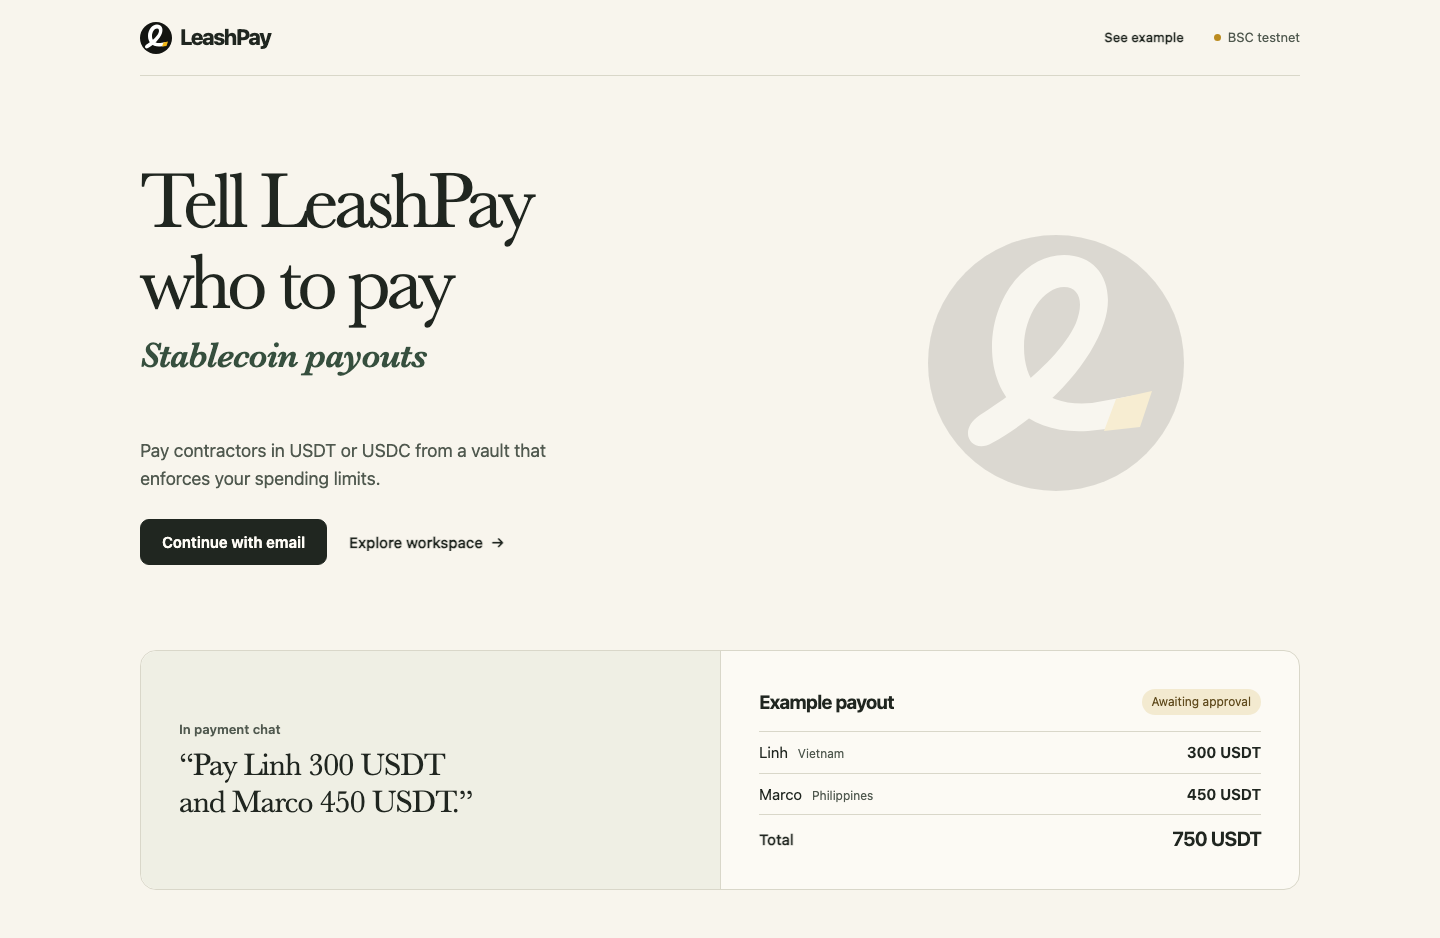 LeashPay
See example
BSC testnet
Tell LeashPay
who to pay
Stablecoin payouts
Pay contractors in USDT or USDC from a vault that
enforces your spending limits.
Continue with email
Explore workspace →
In payment chat
“Pay Linh 300 USDT
and Marco 450 USDT.”
Example payout
Awaiting approval
Linh Vietnam 300 USDT
Marco Philippines 450 USDT
Total 750 USDT